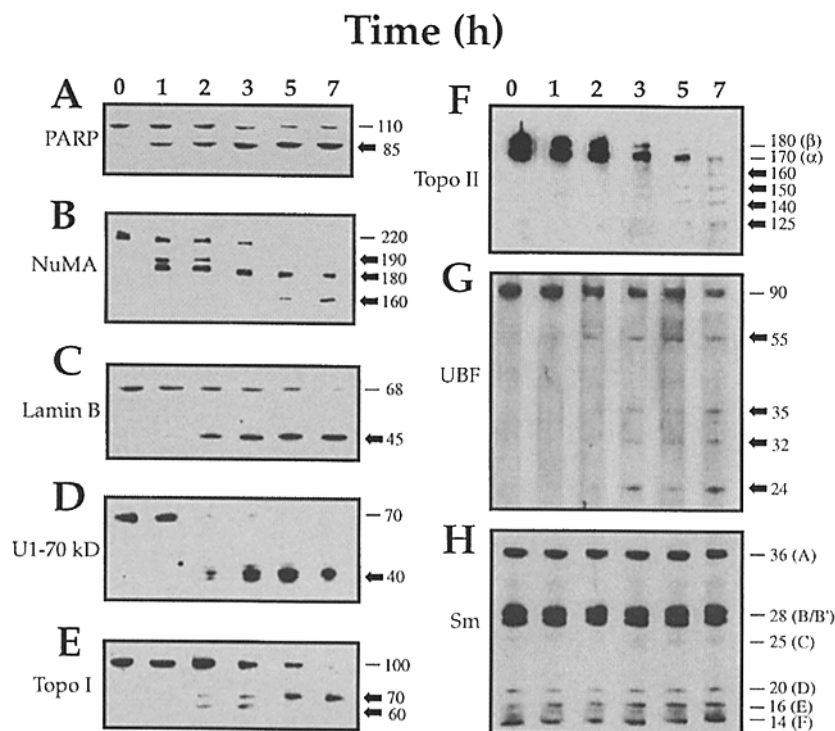 Time (h)
0 1 2 3 5 7
A
PARP
110
85
B
NuMA
220
190
180
160
C
Lamin B
68
45
D
U1-70 kD
70
40
E
Topo I
100
70
60
0 1 2 3 5 7
F
Topo II
180 (β)
170 (α)
160
150
140
125
G
UBF
90
55
35
32
24
H
Sm
36 (A)
28 (B/B')
25 (C)
20 (D)
16 (E)
14 (F)